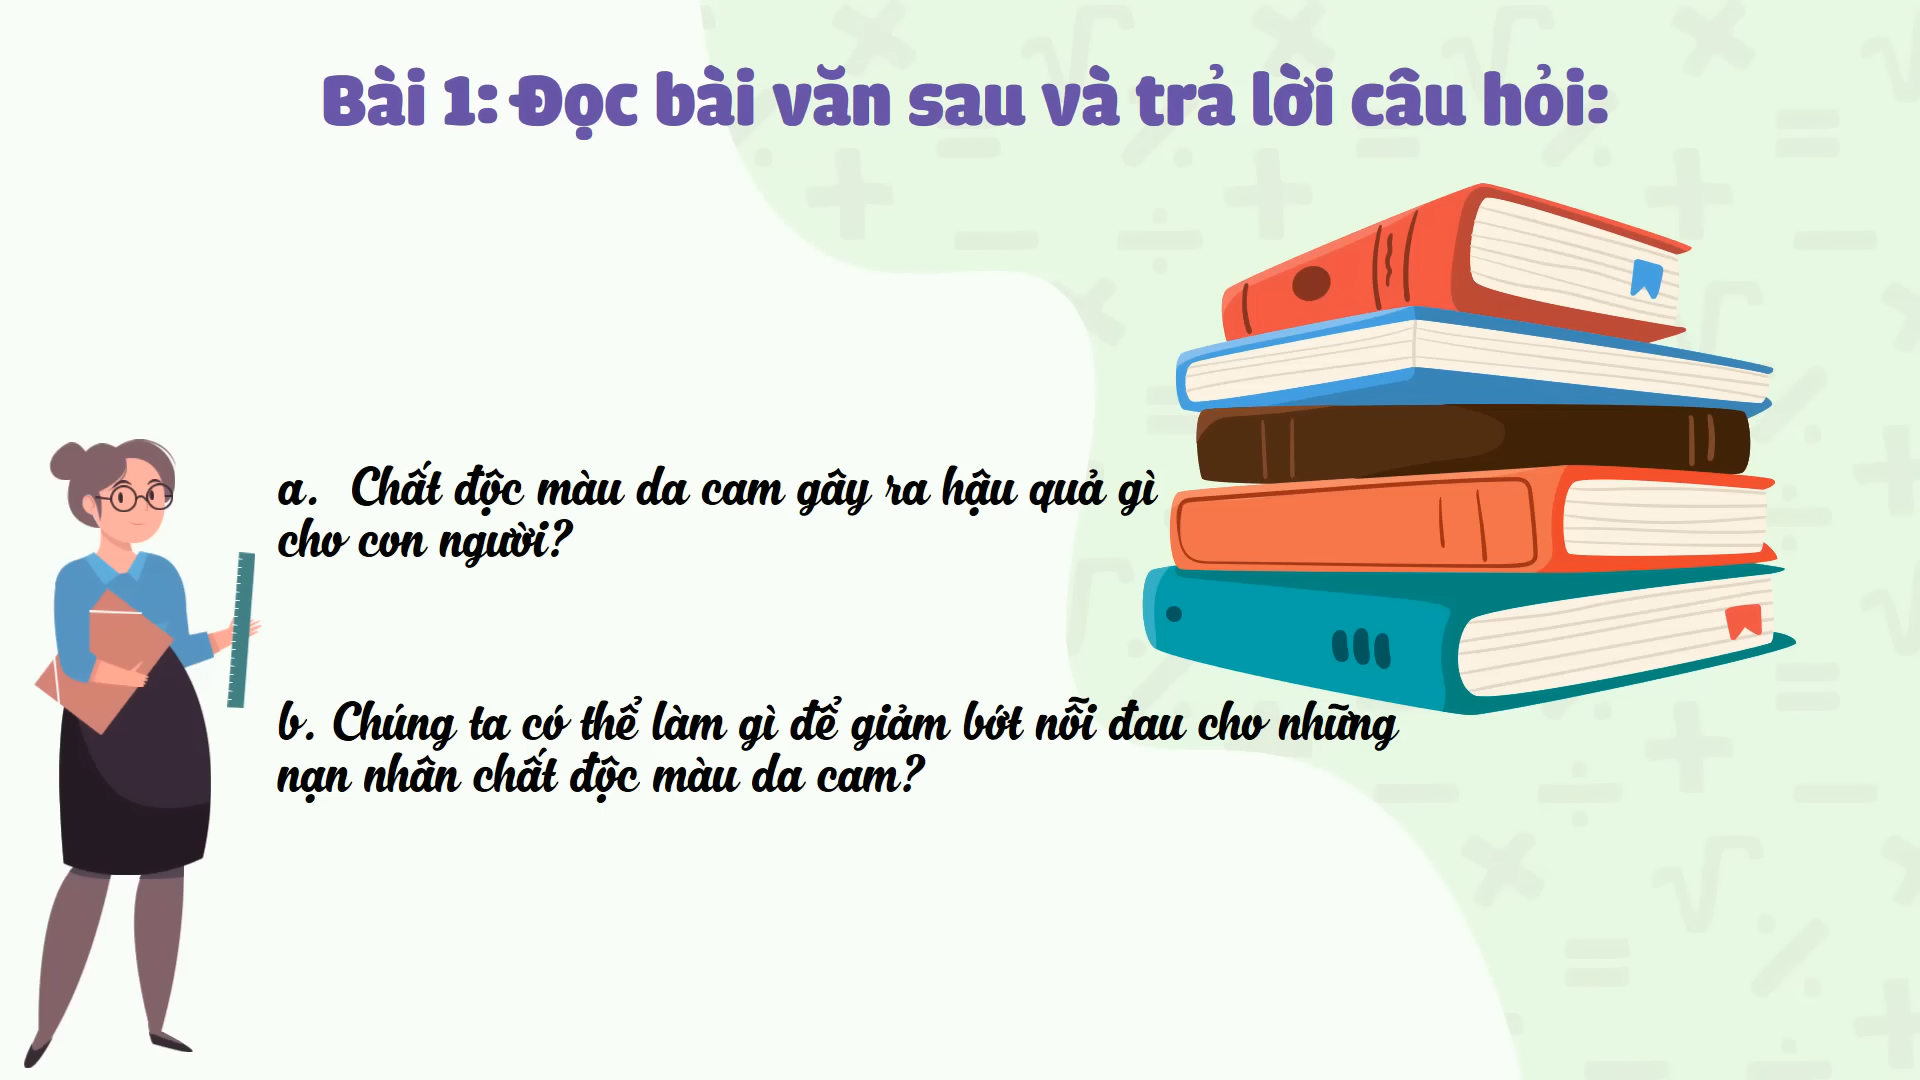 Bài 1: Đọc bài văn sau và trả lời câu hỏi:
a. Chất độc màu da cam gây ra hậu quả gì
cho con người?
b. Chúng ta có thể làm gì để giảm bớt nỗi đau cho những
nạn nhân chất độc màu da cam?